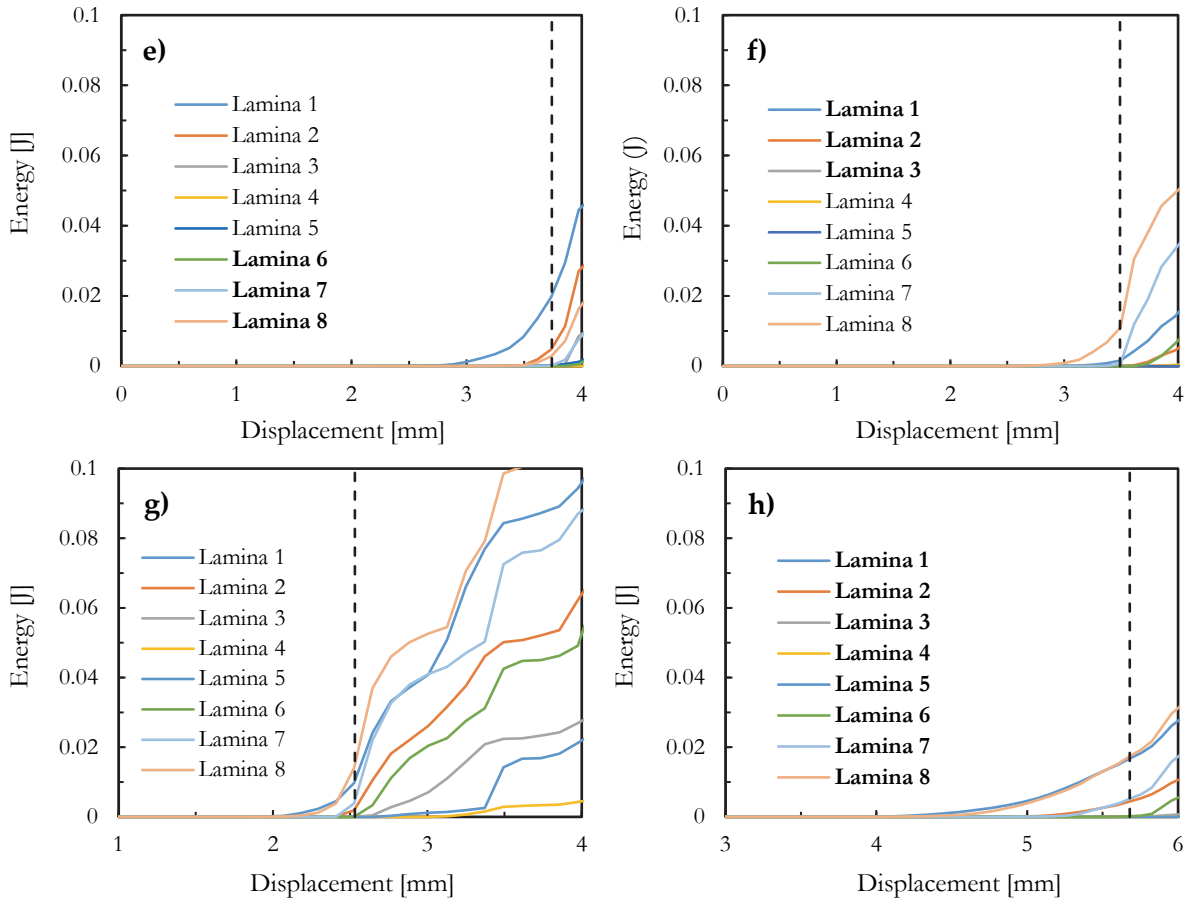 e)
0.1
0.08
0.06
0.04
0.02
0
Energy [J]
Lamina 1
Lamina 2
Lamina 3
Lamina 4
Lamina 5
Lamina 6
Lamina 7
Lamina 8
0 1 2 3 4
Displacement [mm]
f)
0.1
0.08
0.06
0.04
0.02
0
Energy (J)
Lamina 1
Lamina 2
Lamina 3
Lamina 4
Lamina 5
Lamina 6
Lamina 7
Lamina 8
0 1 2 3 4
Displacement [mm]
g)
0.1
0.08
0.06
0.04
0.02
0
Energy [J]
Lamina 1
Lamina 2
Lamina 3
Lamina 4
Lamina 5
Lamina 6
Lamina 7
Lamina 8
1 2 3 4
Displacement [mm]
h)
0.1
0.08
0.06
0.04
0.02
0
Energy [J]
Lamina 1
Lamina 2
Lamina 3
Lamina 4
Lamina 5
Lamina 6
Lamina 7
Lamina 8
3 4 5 6
Displacement [mm]